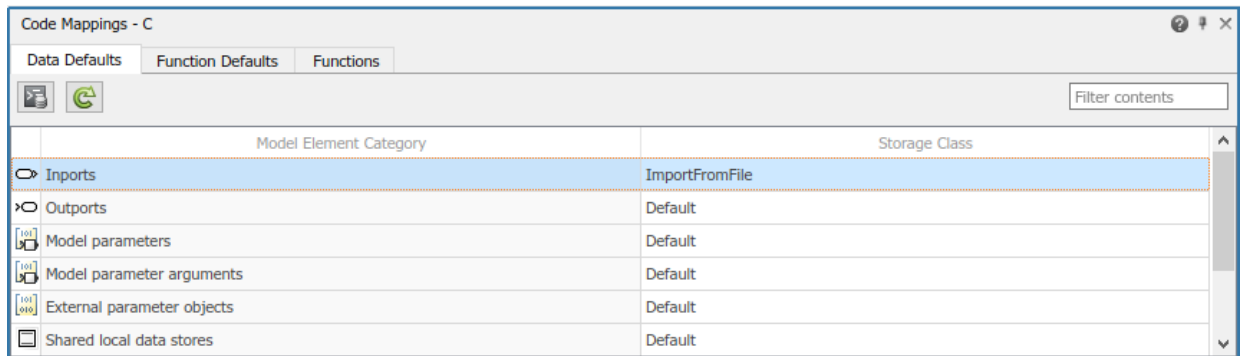 Code Mappings - C
Data Defaults Function Defaults Functions
Filter contents
Model Element Category Storage Class
Inports ImportFromFile
Outports Default
Model parameters Default
Model parameter arguments Default
External parameter objects Default
Shared local data stores Default